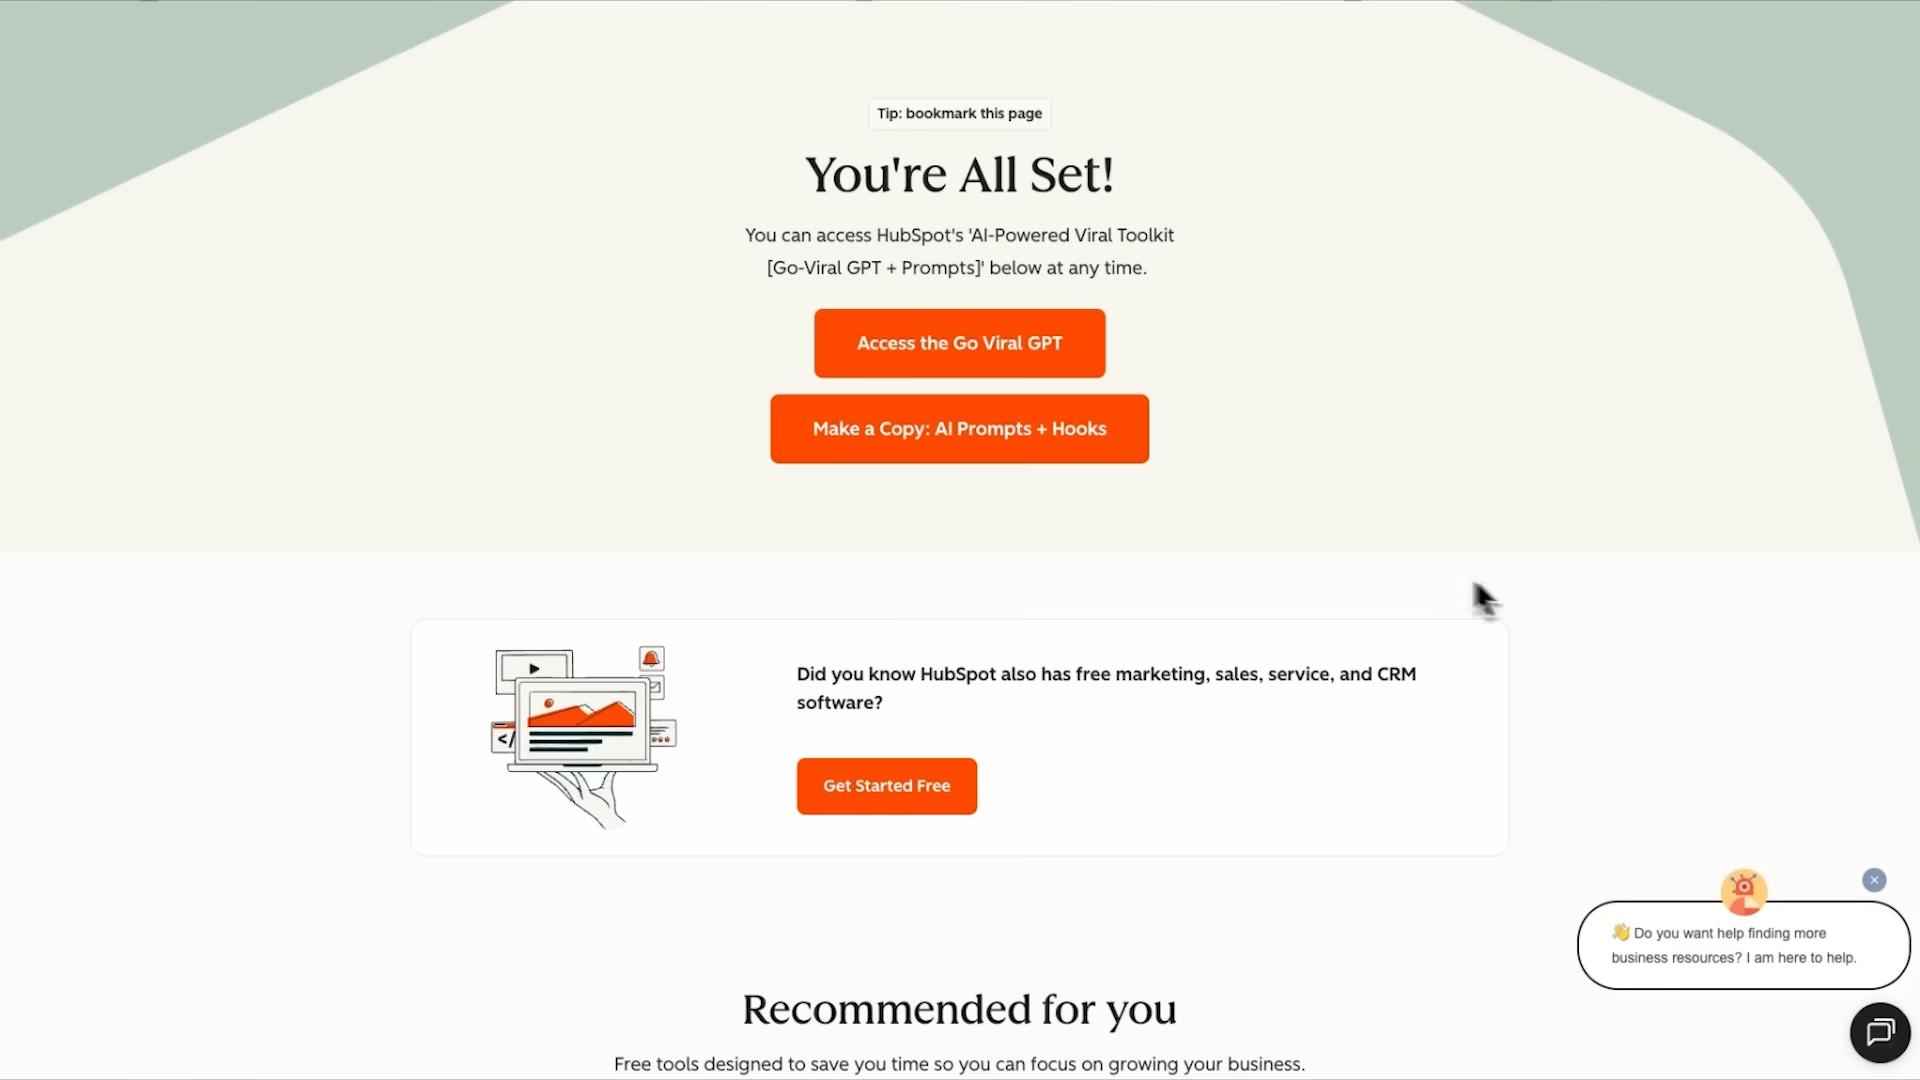 Tip: bookmark this page
You're All Set!
You can access HubSpot's 'AI-Powered Viral Toolkit
[Go-Viral GPT + Prompts]' below at any time.
Access the Go Viral GPT
Make a Copy: AI Prompts + Hooks
Did you know HubSpot also has free marketing, sales, service, and CRM
software?
Get Started Free
👋 Do you want help finding more
business resources? I am here to help.
Recommended for you
Free tools designed to save you time so you can focus on growing your business.